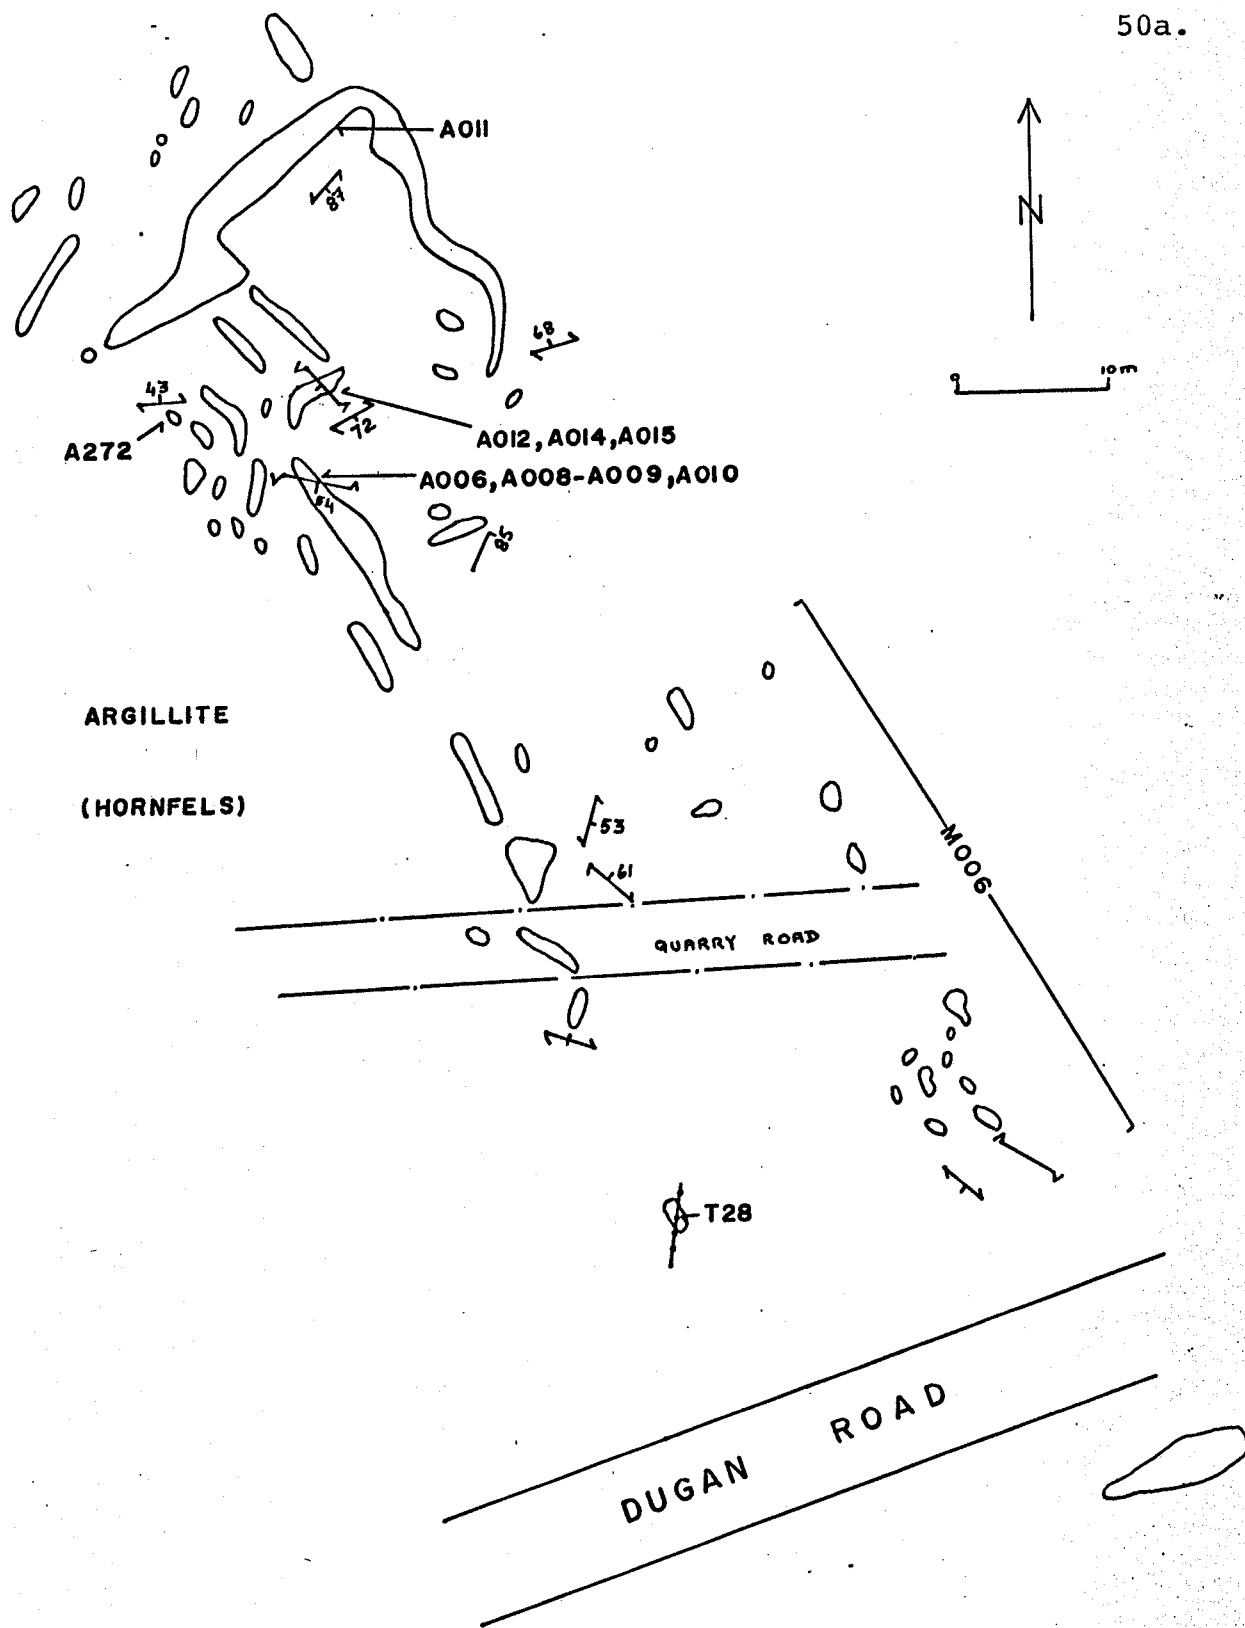 50a.
A011
87
N
68
0 10m
43
72
A012, A014, A015
A272
A006, A008-A009, A010
54
85
ARGILLITE
(HORNFELS)
53
61
M006
QUARRY ROAD
T28
DUGAN ROAD